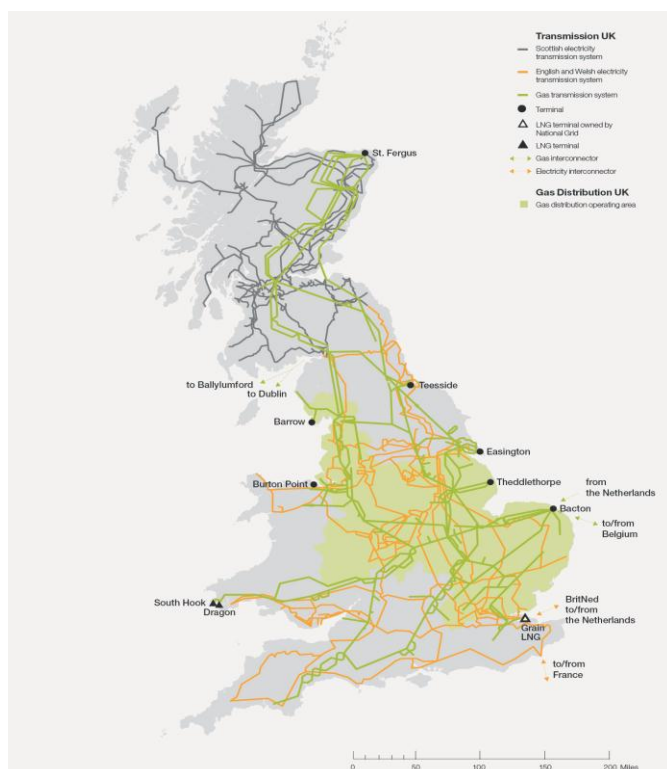 Transmission UK
Scottish electricity
transmission system
English and Welsh electricity
transmission system
Gas transmission system
Terminal
LNG terminal owned by
National Grid
LNG terminal
Gas interconnector
Electricity interconnector
Gas Distribution UK
Gas distribution operating area
St. Fergus
to Ballylumford
to Dublin
Teesside
Barrow
Easington
Burton Point
Theddlethorpe
from
the Netherlands
Bacton
to/from
Belgium
South Hook
Dragon
BritNed
to/from
the Netherlands
Grain
LNG
to/from
France
0 50 100 150 200 Miles